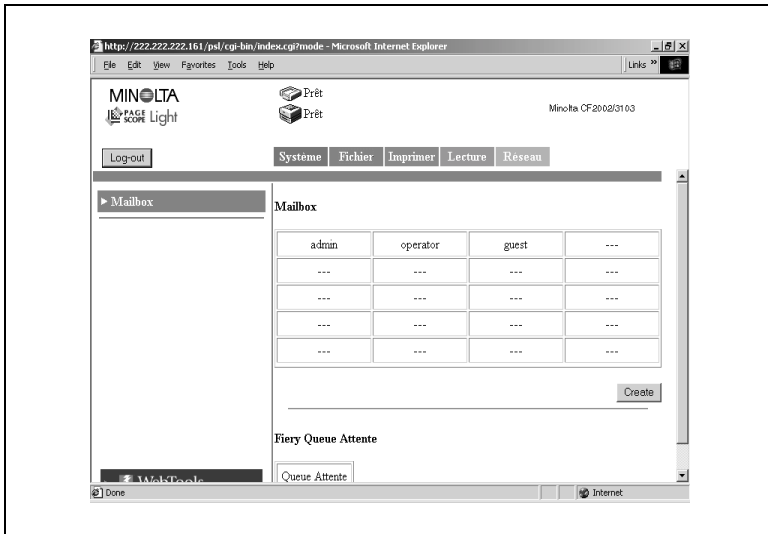 http://222.222.222.161/psl/cgi-bin/index.cgi?mode - Microsoft Internet Explorer
File Edit View Favorites Tools Help
Links »
MINOLTA
PAGE SCOPE Light
Prêt
Prêt
Minolta CF2002/3103
Log-out
Système Fichier Imprimer Lecture Réseau
Mailbox
Mailbox
admin operator guest ---
--- --- --- ---
--- --- --- ---
--- --- --- ---
--- --- --- ---
Create
Fiery Queue Attente
Queue Attente
WebTools
Done
Internet